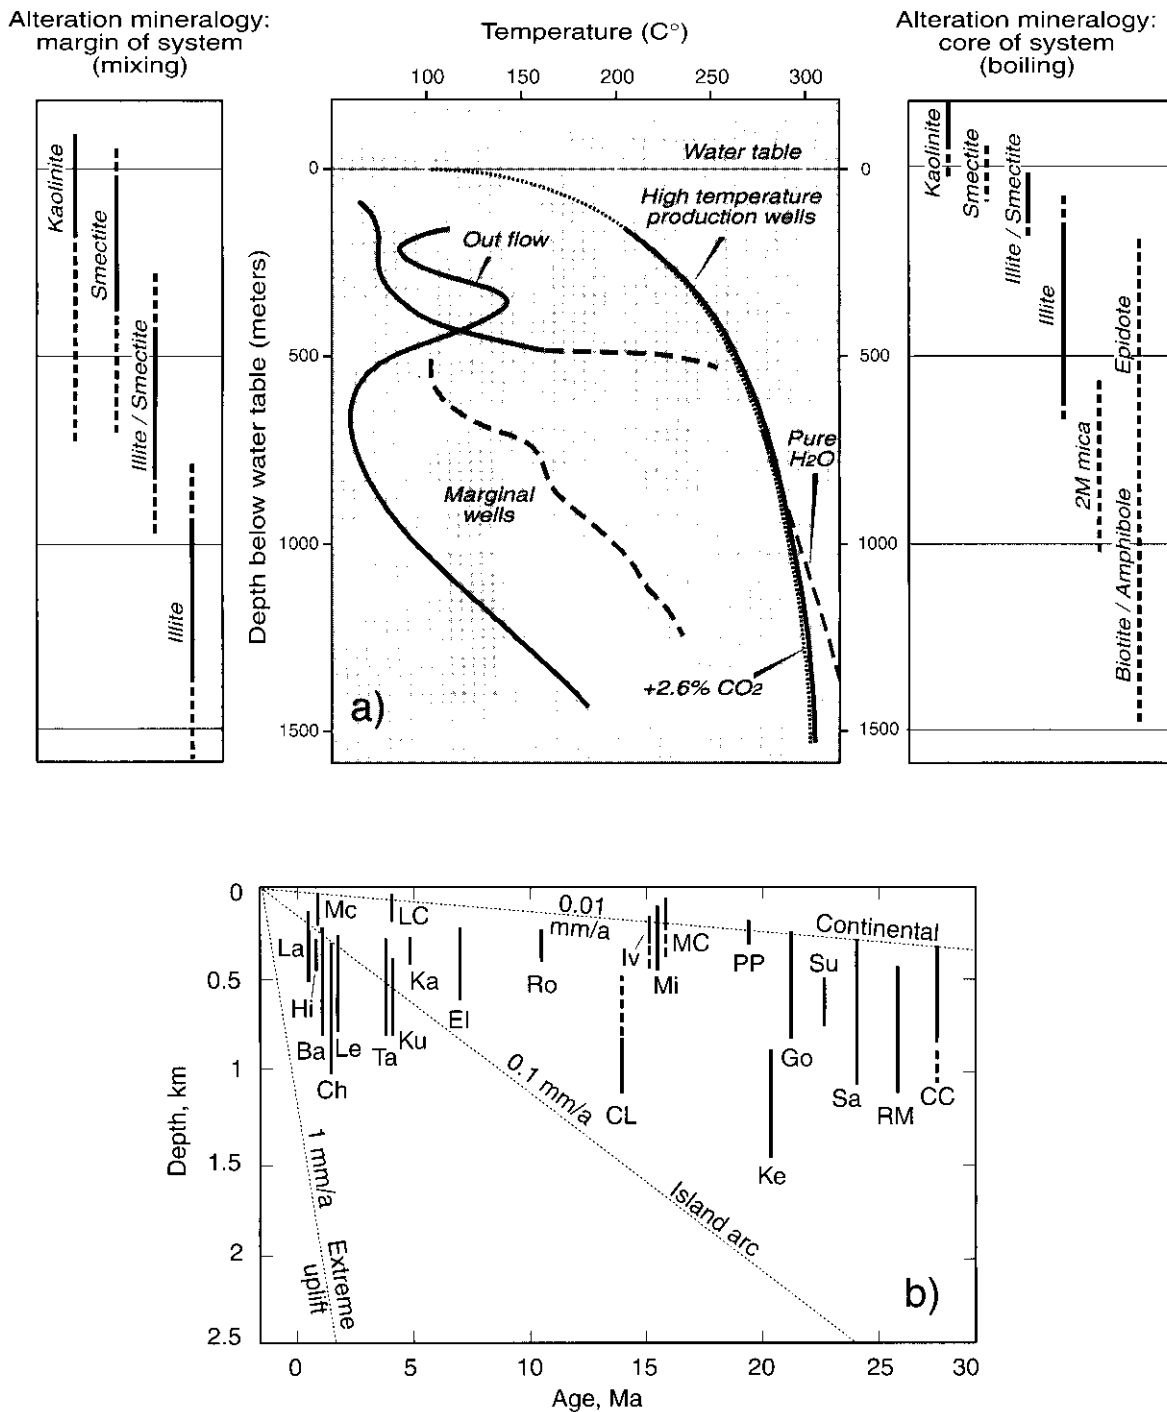 Alteration mineralogy:
margin of system
(mixing)
Temperature (C°)
Alteration mineralogy:
core of system
(boiling)
100
150
200
250
300
Kaolinite
Smectite
Illite / Smectite
Illite
Depth below water table (meters)
0
500
1000
1500
Water table
High temperature
production wells
Out flow
Pure
H2O
Marginal
wells
+2.6% CO2
a)
0
500
1000
1500
Kaolinite
Smectite
Illite / Smectite
Illite
2M mica
Epidote
Biotite / Amphibole
Depth, km
0
0.5
1
1.5
2
2.5
Mc
LC
0.01
mm/a
Continental
La
Hi
Ba
Ch
Le
Ta
Ku
Ka
El
Ro
Iv
Mi
MC
CL
PP
Go
Su
Ke
Sa
RM
CC
0.1 mm/a
Island arc
1 mm/a
Extreme
uplift
b)
0
5
10
15
20
25
30
Age, Ma